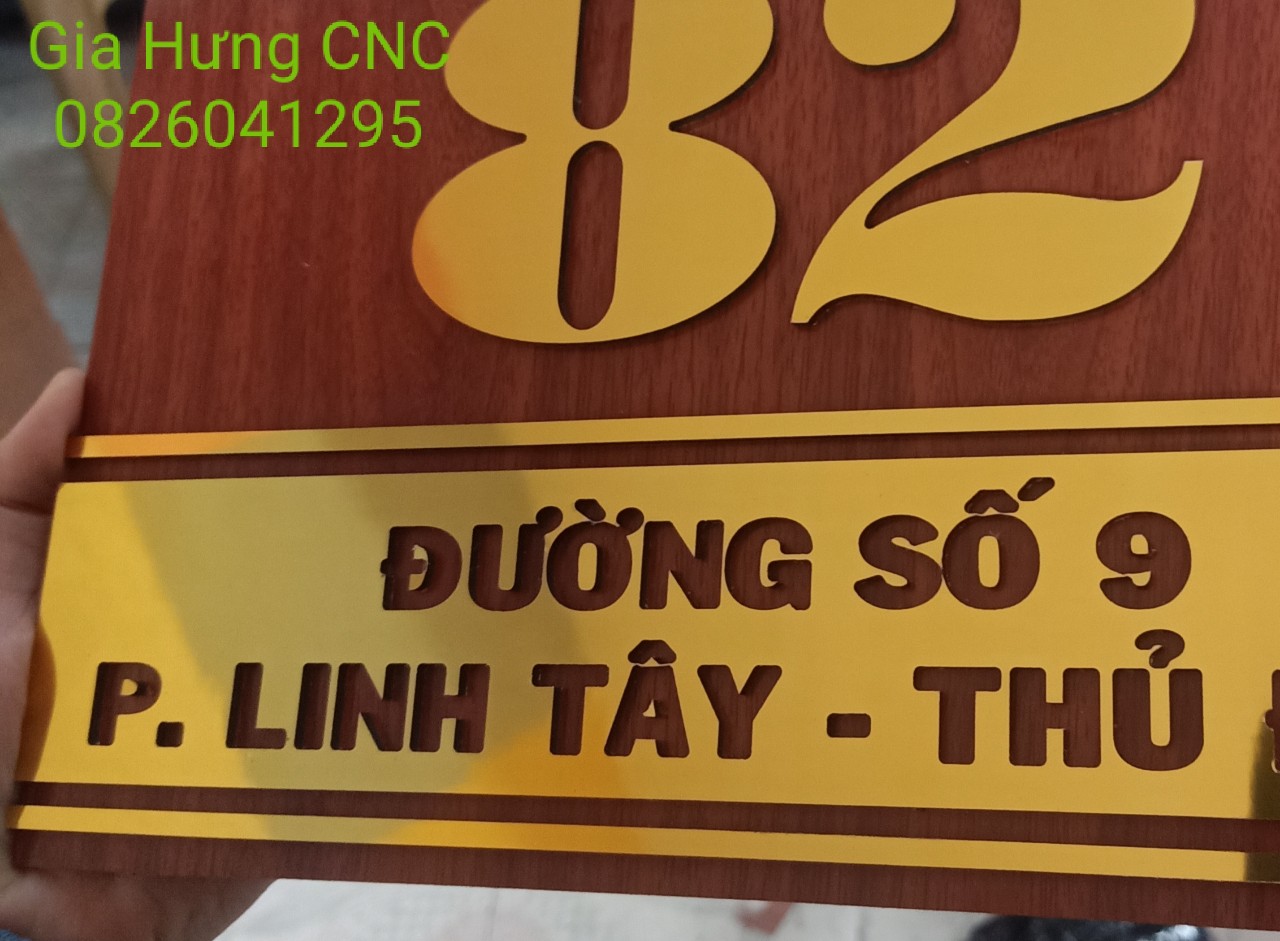 Gia Hưng CNC
0826041295
82
ĐƯỜNG SỐ 9
P. LINH TÂY - THỦ